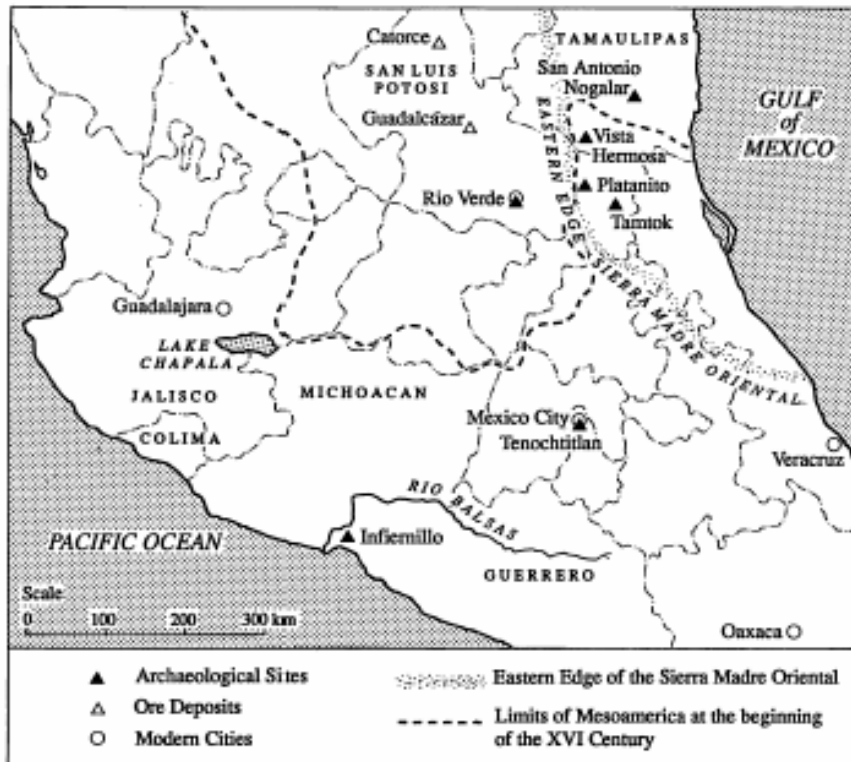 Catorce
SAN LUIS
POTOSI
Guadalcázar
TAMAULIPAS
San Antonio
Nogalar
GULF
of
MEXICO
Vista
Hermosa
Platanito
Tamtok
Rio Verde
EASTERN EDGE SIERRA MADRE ORIENTAL
Guadalajara
LAKE
CHAPALA
JALISCO
COLIMA
MICHOACAN
Mexico City
Tenochtitlan
Veracruz
RIO BALSAS
PACIFIC OCEAN
Infiernillo
GUERRERO
Oaxaca
Scale
0 100 200 300 km
Archaeological Sites
Ore Deposits
Modern Cities
Eastern Edge of the Sierra Madre Oriental
Limits of Mesoamerica at the beginning
of the XVI Century